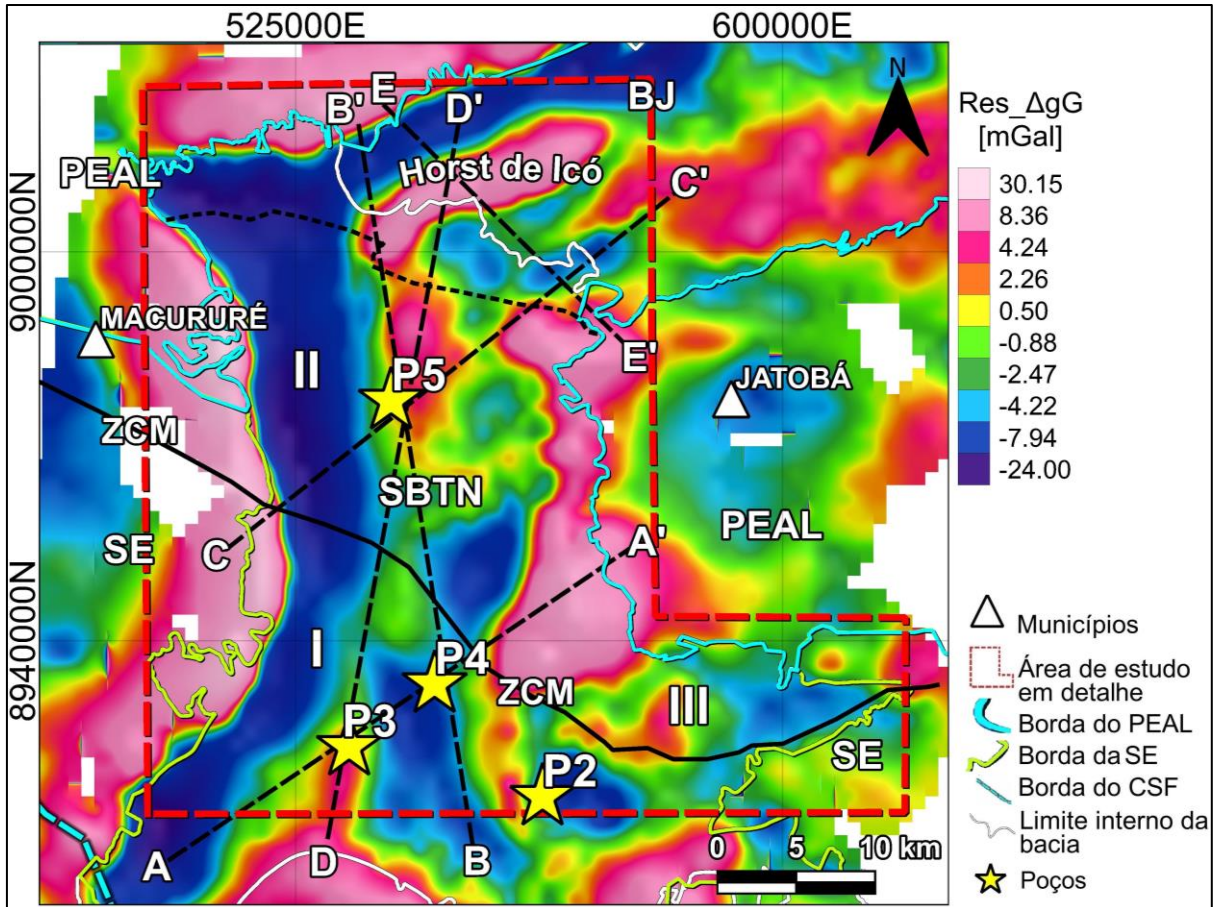 525000E 600000E
N
B' E D' BJ
Res_ΔgG
[mGal]
PEAL
Horst de Icó
C'
30.15
8.36
4.24
2.26
0.50
-0.88
-2.47
-4.22
-7.94
-24.00
9000000N
MACURURÉ
II
P5
E'
JATOBÁ
ZCM
SBTN
SE
C
PEAL
A'
8940000N
I
P4
ZCM
III
P3
SE
P2
A
D
B
0 5 10 km
Municípios
Área de estudo
em detalhe
Borda do PEAL
Borda da SE
Borda do CSF
Limite interno da
bacia
Poços